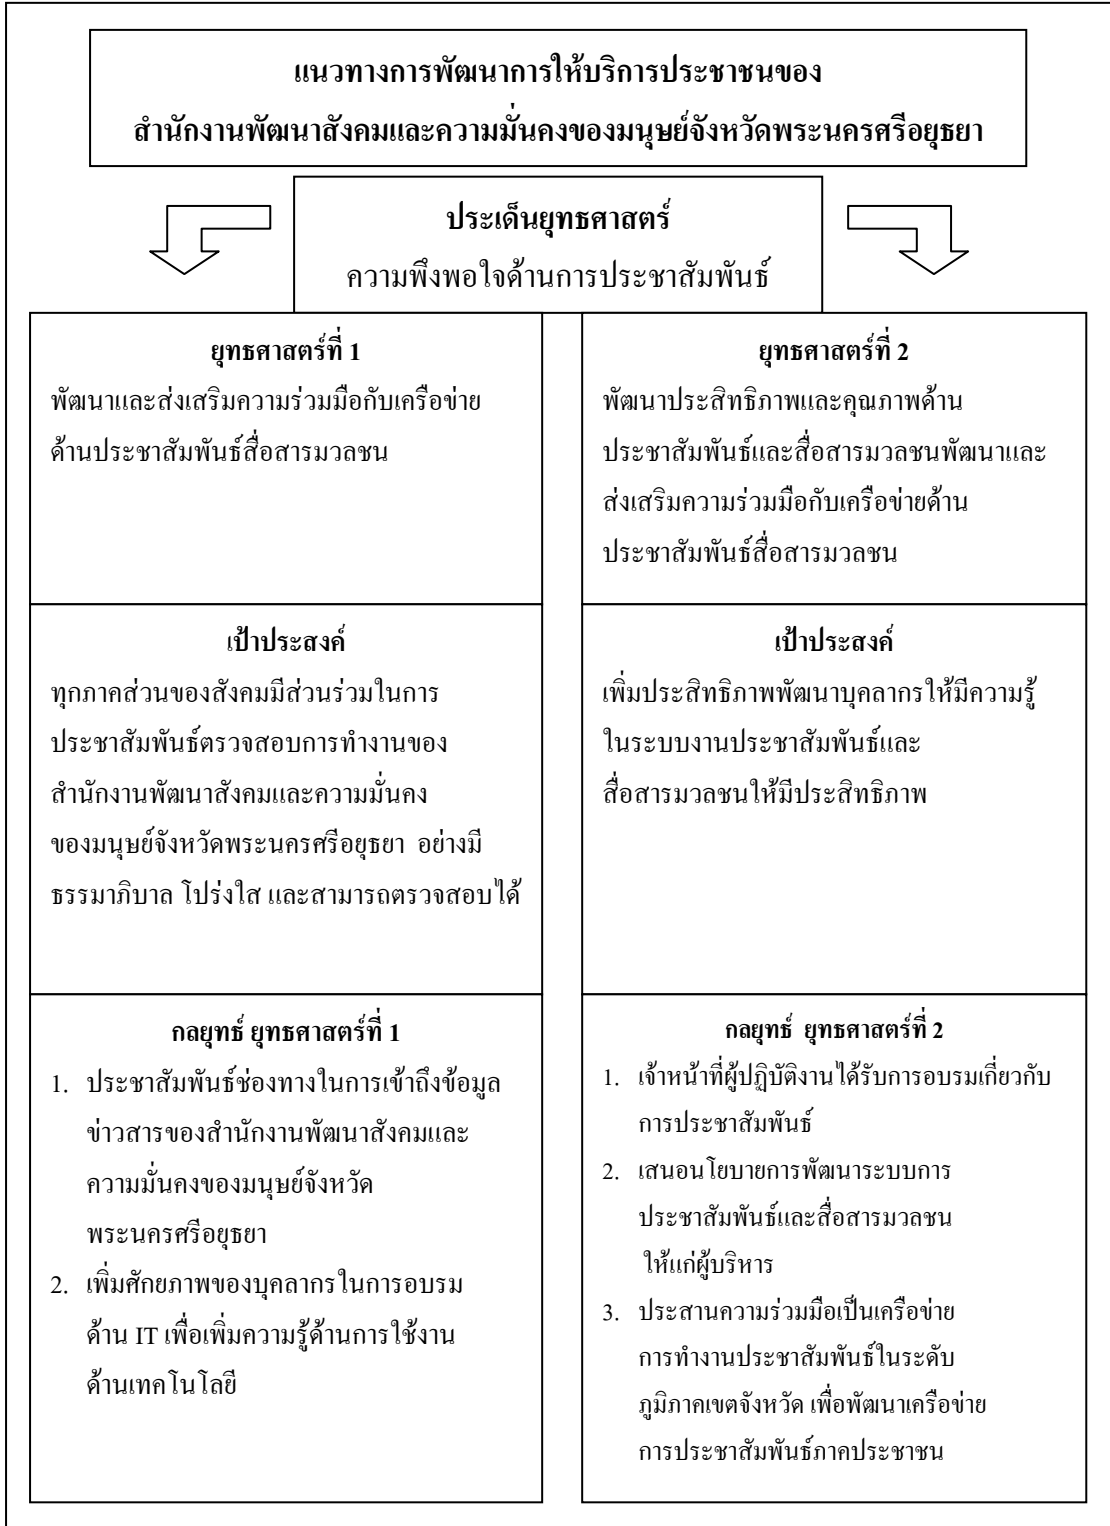 แนวทางการพัฒนาการให้บริการประชาชนของ
สำนักงานพัฒนาสังคมและความมั่นคงของมนุษย์จังหวัดพระนครศรีอยุธยา
ประเด็นยุทธศาสตร์
ความพึงพอใจด้านการประชาสัมพันธ์
ยุทธศาสตร์ที่ 1
พัฒนาและส่งเสริมความร่วมมือกับเครือข่าย
ด้านประชาสัมพันธ์สื่อสารมวลชน
เป้าประสงค์
ทุกภาคส่วนของสังคมมีส่วนร่วมในการ
ประชาสัมพันธ์ตรวจสอบการทำงานของ
สำนักงานพัฒนาสังคมและความมั่นคง
ของมนุษย์จังหวัดพระนครศรีอยุธยา อย่างมี
ธรรมาภิบาล โปร่งใส และสามารถตรวจสอบได้
กลยุทธ์ ยุทธศาสตร์ที่ 1
1. ประชาสัมพันธ์ช่องทางในการเข้าถึงข้อมูล
ข่าวสารของสำนักงานพัฒนาสังคมและ
ความมั่นคงของมนุษย์จังหวัด
พระนครศรีอยุธยา
2. เพิ่มศักยภาพของบุคลากรในการอบรม
ด้าน IT เพื่อเพิ่มความรู้ด้านการใช้งาน
ด้านเทคโนโลยี
ยุทธศาสตร์ที่ 2
พัฒนาประสิทธิภาพและคุณภาพด้าน
ประชาสัมพันธ์และสื่อสารมวลชนพัฒนาและ
ส่งเสริมความร่วมมือกับเครือข่ายด้าน
ประชาสัมพันธ์สื่อสารมวลชน
เป้าประสงค์
เพิ่มประสิทธิภาพพัฒนาบุคลากรให้มีความรู้
ในระบบงานประชาสัมพันธ์และ
สื่อสารมวลชนให้มีประสิทธิภาพ
กลยุทธ์ ยุทธศาสตร์ที่ 2
1. เจ้าหน้าที่ผู้ปฏิบัติงานได้รับการอบรมเกี่ยวกับ
การประชาสัมพันธ์
2. เสนอนโยบายการพัฒนาระบบการ
ประชาสัมพันธ์และสื่อสารมวลชน
ให้แก่ผู้บริหาร
3. ประสานความร่วมมือเป็นเครือข่าย
การทำงานประชาสัมพันธ์ในระดับ
ภูมิภาคเขตจังหวัด เพื่อพัฒนาเครือข่าย
การประชาสัมพันธ์ภาคประชาชน